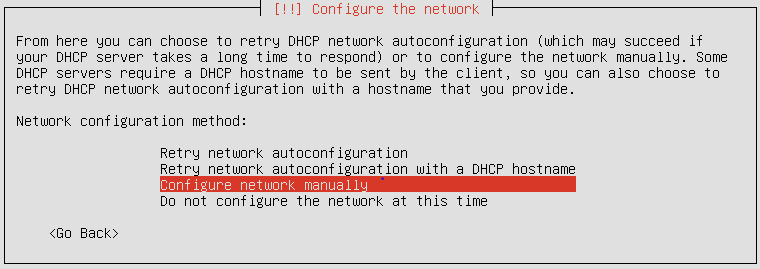 [!!] Configure the network
From here you can choose to retry DHCP network autoconfiguration (which may succeed if
your DHCP server takes a long time to respond) or to configure the network manually. Some
DHCP servers require a DHCP hostname to be sent by the client, so you can also choose to
retry DHCP network autoconfiguration with a hostname that you provide.
Network configuration method:
Retry network autoconfiguration
Retry network autoconfiguration with a DHCP hostname
Configure network manually
Do not configure the network at this time
<Go Back>